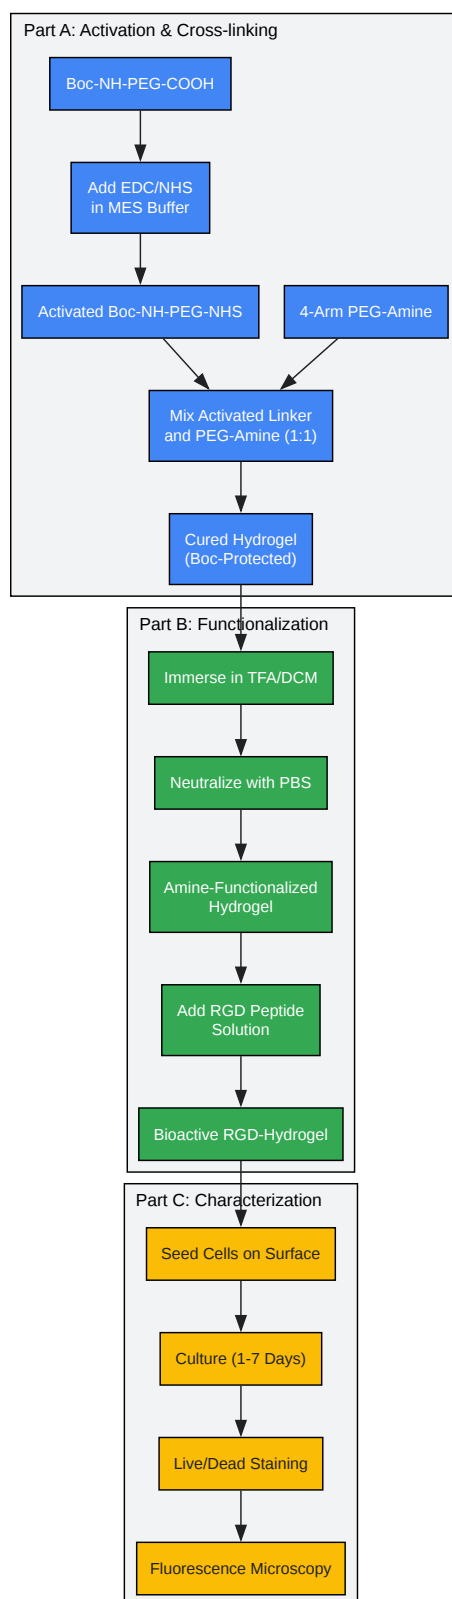 Part A: Activation & Cross-linking
Boc-NH-PEG-COOH
Add EDC/NHS
in MES Buffer
Activated Boc-NH-PEG-NHS
4-Arm PEG-Amine
Mix Activated Linker
and PEG-Amine (1:1)
Cured Hydrogel
(Boc-Protected)
Part B: Functionalization
Immerse in TFA/DCM
Neutralize with PBS
Amine-Functionalized
Hydrogel
Add RGD Peptide
Solution
Bioactive RGD-Hydrogel
Part C: Characterization
Seed Cells on Surface
Culture (1-7 Days)
Live/Dead Staining
Fluorescence Microscopy